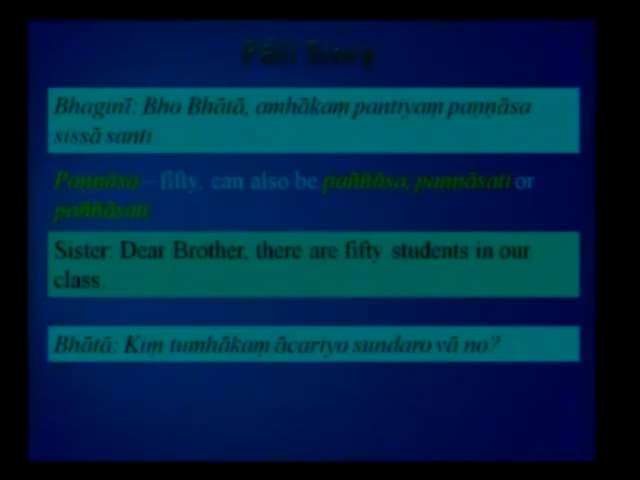 Pāli Story
Bhaginī: Bho Bhātā, amhākaṃ pantiyaṃ paṇṇāsa
sissā santi
Paṇṇāsa – fifty, can also be paññāsa, paṇṇāsati or
paññāsati
Sister: Dear Brother, there are fifty students in our
class.
Bhātā: Kiṃ tumhākaṃ ācariyo sundaro vā no?